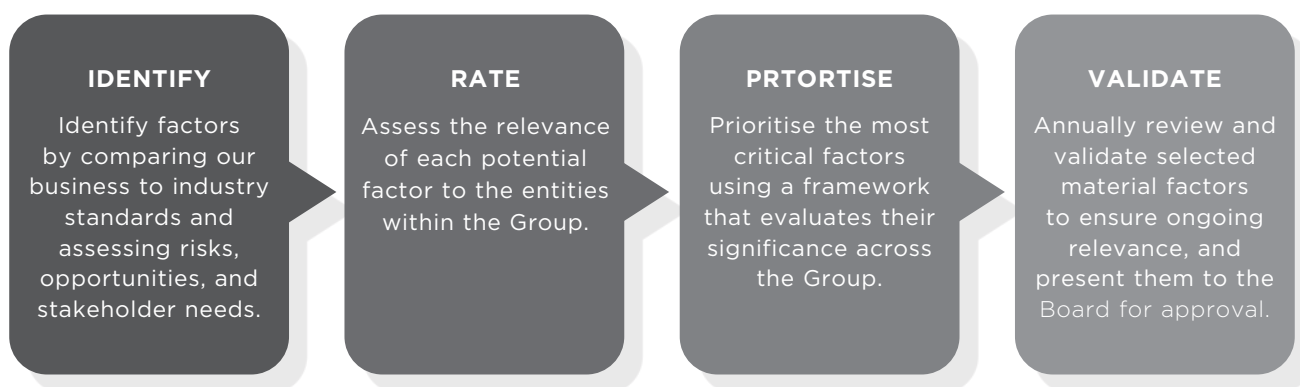 IDENTIFY
Identify factors
by comparing our
business to industry
standards and
assessing risks,
opportunities, and
stakeholder needs.
RATE
Assess the relevance
of each potential
factor to the entities
within the Group.
PRTORTISE
Prioritise the most
critical factors
using a framework
that evaluates their
significance across
the Group.
VALIDATE
Annually review and
validate selected
material factors
to ensure ongoing
relevance, and
present them to the
Board for approval.